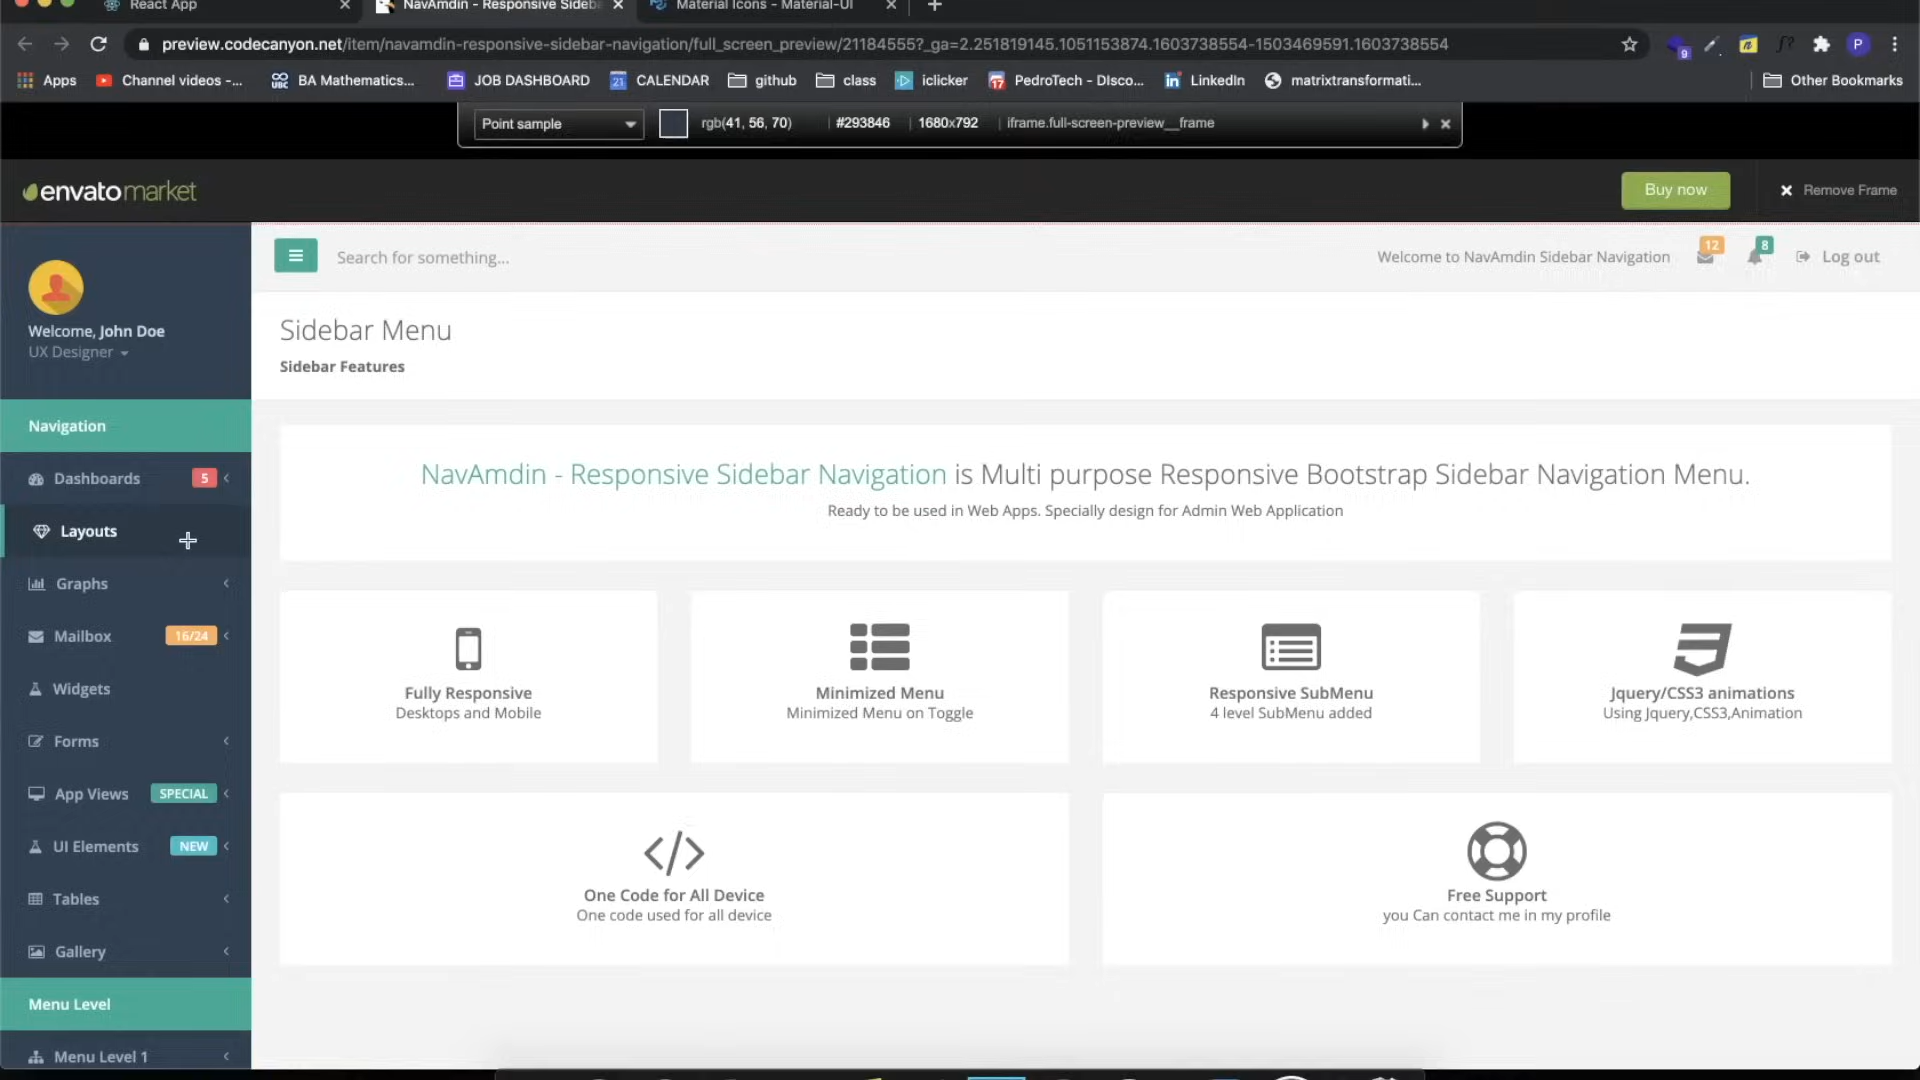 React App
NavAmdin - Responsive Sideb
Material Icons - Material-UI
preview.codecanyon.net/item/navamdin-responsive-sidebar-navigation/full_screen_preview/21184555?_ga=2.251819145.1051153874.1603738554-1503469591.1603738554
9
P
Apps
Channel videos -...
UBC
BA Mathematics...
JOB DASHBOARD
21
CALENDAR
github
class
iclicker
17
PedroTech - DIsco...
in
LinkedIn
matrixtransformati...
Other Bookmarks
Point sample
rgb(41, 56, 70)
#293846
1680x792
iframe.full-screen-preview__frame
envatomarket
Buy now
Remove Frame
Search for something...
Welcome to NavAmdin Sidebar Navigation
12
8
Log out
Welcome, John Doe
UX Designer
Sidebar Menu
Sidebar Features
Navigation
Dashboards
5
Layouts
Graphs
Mailbox
16/24
Widgets
Forms
App Views
SPECIAL
UI Elements
NEW
Tables
Gallery
Menu Level
Menu Level 1
NavAmdin - Responsive Sidebar Navigation is Multi purpose Responsive Bootstrap Sidebar Navigation Menu.
Ready to be used in Web Apps. Specially design for Admin Web Application
Fully Responsive
Desktops and Mobile
Minimized Menu
Minimized Menu on Toggle
Responsive SubMenu
4 level SubMenu added
Jquery/CSS3 animations
Using Jquery,CSS3,Animation
One Code for All Device
One code used for all device
Free Support
you Can contact me in my profile